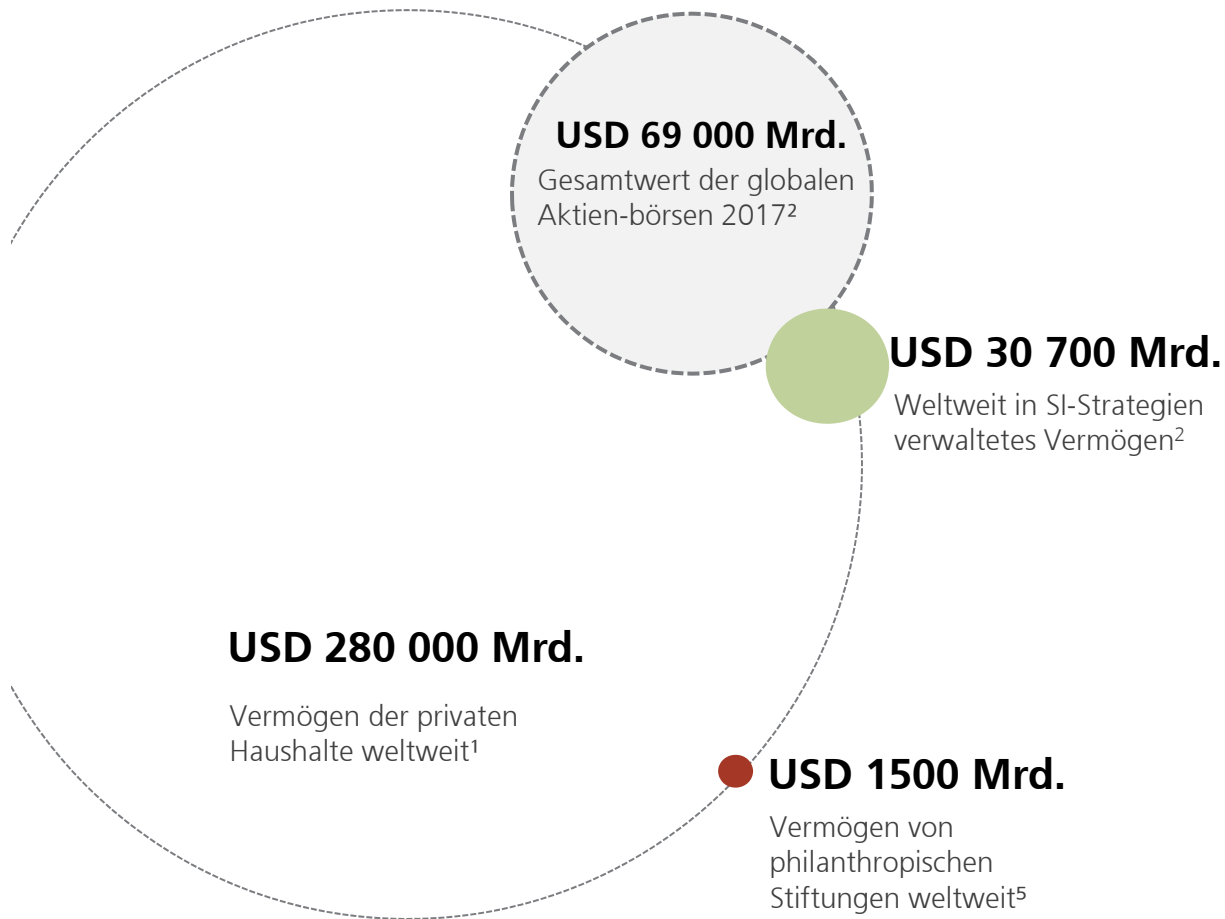 USD 69 000 Mrd.
Gesamtwert der globalen
Aktien-börsen 2017²
USD 30 700 Mrd.
Weltweit in SI-Strategien
verwaltetes Vermögen²
USD 280 000 Mrd.
Vermögen der privaten
Haushalte weltweit¹
USD 1500 Mrd.
Vermögen von
philanthropischen
Stiftungen weltweit⁵